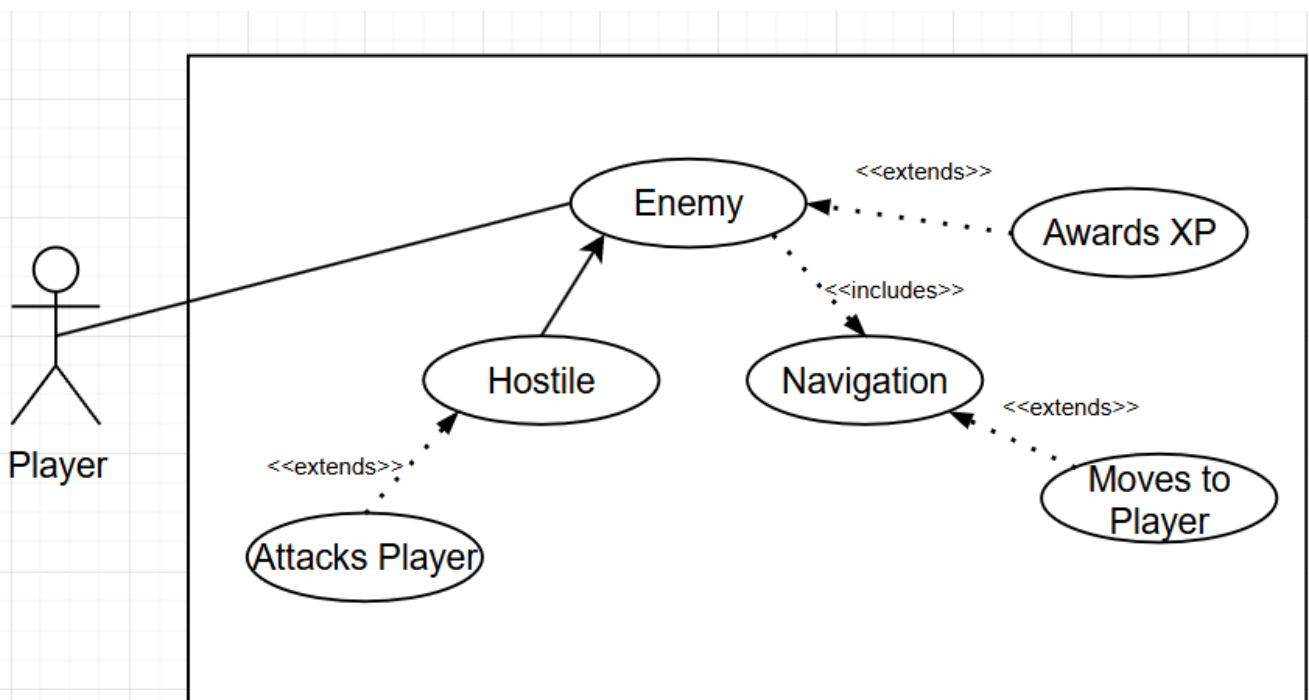 <<extends>>
Enemy
Awards XP
<<includes>>
Hostile
Navigation
<<extends>>
Player
<<extends>>
Moves to
Player
Attacks Player